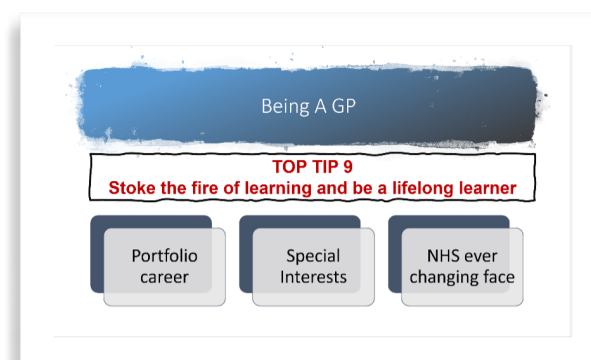 Being A GP
TOP TIP 9
Stoke the fire of learning and be a lifelong learner
Portfolio
career
Special
Interests
NHS ever
changing face